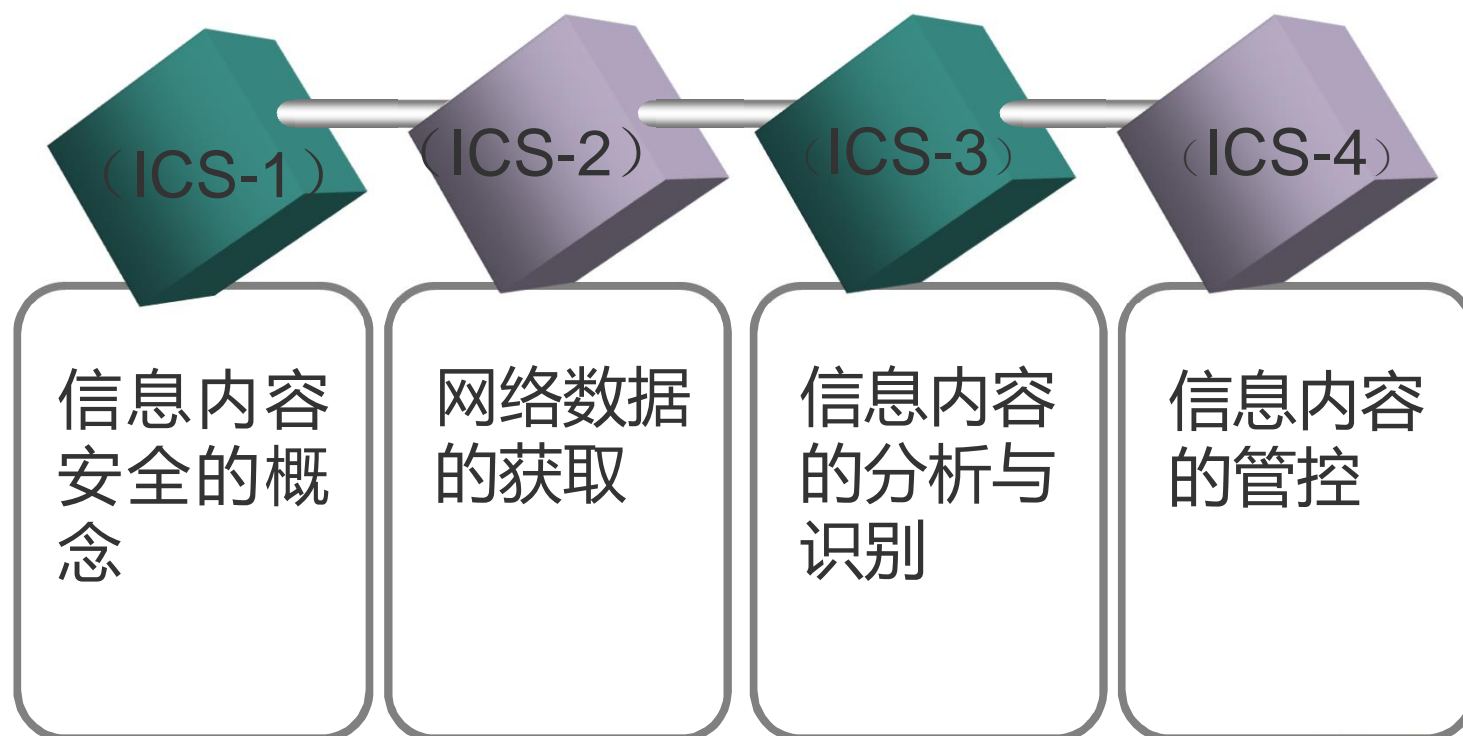 （ICS-1）
（ICS-2）
（ICS-3）
（ICS-4）
信息内容
安全的概
念
网络数据
的获取
信息内容
的分析与
识别
信息内容
的管控